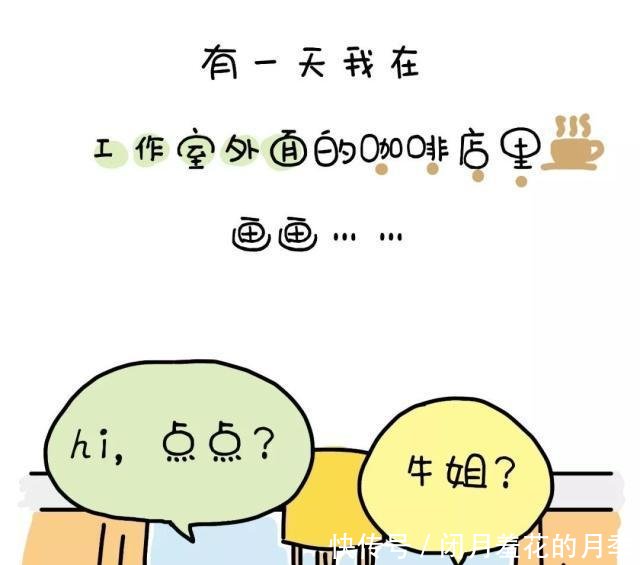 有一天我在
工作室外面的咖啡店里
画画……
hi，点点？
牛姐？
快传号／闭月羞花的月季